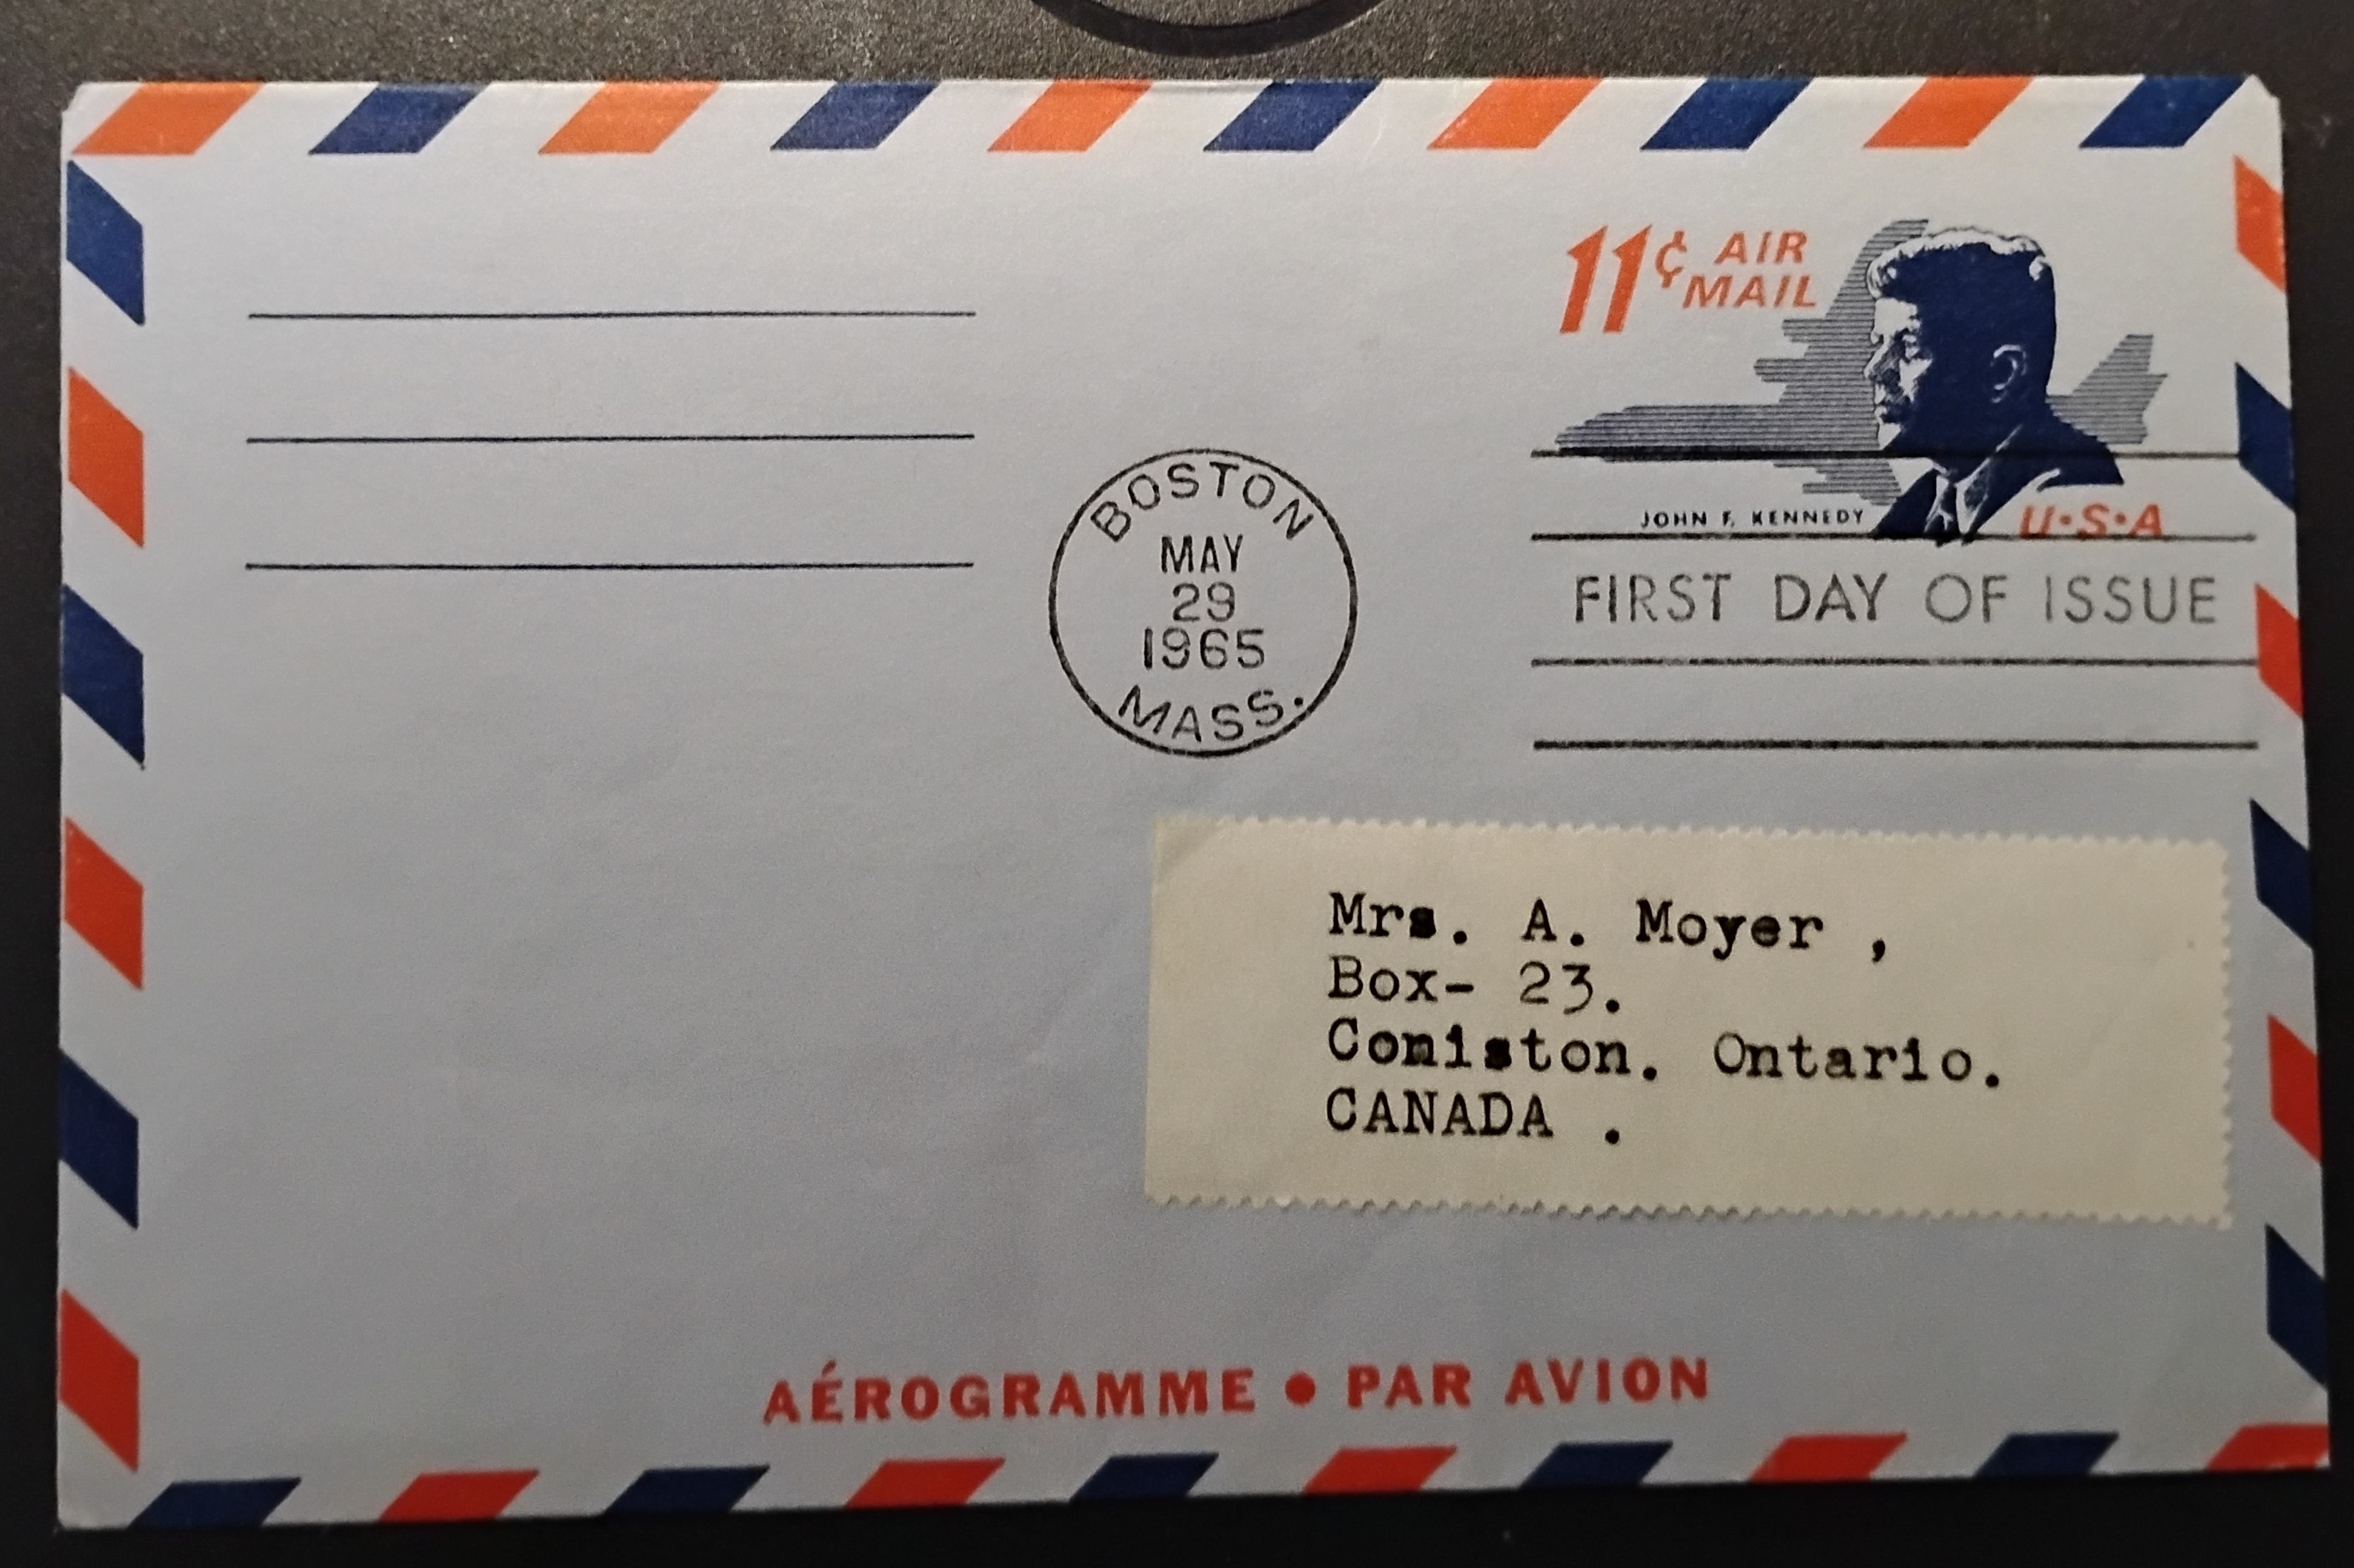 11¢ AIR
MAIL
JOHN F. KENNEDY
U•S•A
BOSTON
MAY
29
1965
MASS.
FIRST DAY OF ISSUE
Mrs. A. Moyer ,
Box- 23.
Coniston. Ontario.
CANADA .
AÉROGRAMME • PAR AVION